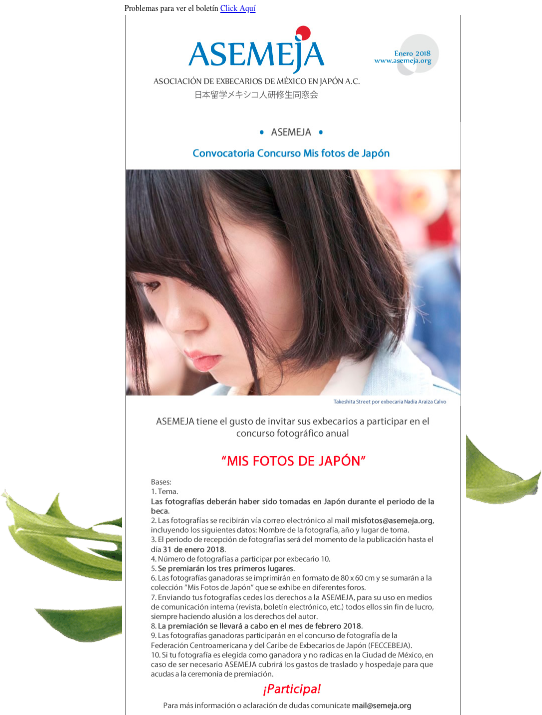 Problemas para ver el boletín Click Aquí
ASEMEJA
Enero 2018
www.asemeja.org
ASOCIACIÓN DE EXBECARIOS DE MÉXICO EN JAPÓN A.C.
日本留学メキシコ人研修生同窓会
• ASEMEJA •
Convocatoria Concurso Mis fotos de Japón
Takeshita Street por exbecaria Nadia Araiza Calvo
ASEMEJA tiene el gusto de invitar sus exbecarios a participar en el
concurso fotográfico anual
“MIS FOTOS DE JAPÓN”
Bases:
1. Tema.
Las fotografías deberán haber sido tomadas en Japón durante el periodo de la
beca.
2. Las fotografías se recibirán vía correo electrónico al mail misfotos@asemeja.org,
incluyendo los siguientes datos: Nombre de la fotografía, año y lugar de toma.
3. El periodo de recepción de fotografías será del momento de la publicación hasta el
día 31 de enero 2018.
4. Número de fotografías a participar por exbecario 10.
5. Se premiarán los tres primeros lugares.
6. Las fotografías ganadoras se imprimirán en formato de 80 x 60 cm y se sumarán a la
colección “Mis Fotos de Japón” que se exhibe en diferentes foros.
7. Enviando tus fotografías cedes los derechos a la ASEMEJA, para su uso en medios
de comunicación interna (revista, boletín electrónico, etc.) todos ellos sin fin de lucro,
siempre haciendo alusión a los derechos del autor.
8. La premiación se llevará a cabo en el mes de febrero 2018.
9. Las fotografías ganadoras participarán en el concurso de fotografía de la
Federación Centroamericana y del Caribe de Exbecarios de Japón (FECCEBEJA).
10. Si tu fotografía es elegida como ganadora y no radicas en la Ciudad de México, en
caso de ser necesario ASEMEJA cubrirá los gastos de traslado y hospedaje para que
acudas a la ceremonia de premiación.
¡Participa!
Para más información o aclaración de dudas comunícate mail@semeja.org